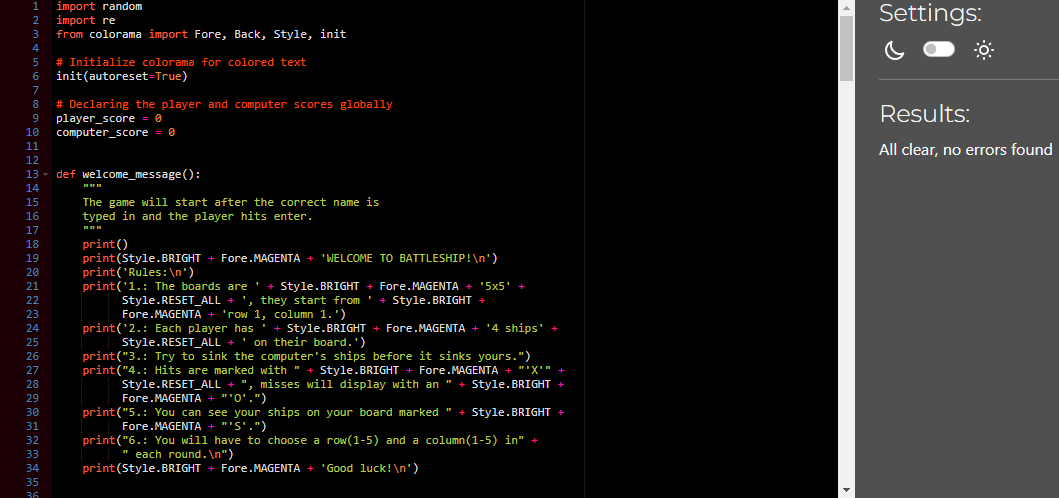 1 import random
2 import re
3 from colorama import Fore, Back, Style, init
4
5 # Initialize colorama for colored text
6 init(autoreset=True)
7
8 # Declaring the player and computer scores globally
9 player_score = 0
10 computer_score = 0
11
12
13 def welcome_message():
14     """
15     The game will start after the correct name is
16     typed in and the player hits enter.
17     """
18     print()
19     print(Style.BRIGHT + Fore.MAGENTA + 'WELCOME TO BATTLESHIP!\n')
20     print('Rules:\n')
21     print('1.: The boards are ' + Style.BRIGHT + Fore.MAGENTA + '5x5' +
22           Style.RESET_ALL + ', they start from ' + Style.BRIGHT +
23           Fore.MAGENTA + 'row 1, column 1.')
24     print('2.: Each player has ' + Style.BRIGHT + Fore.MAGENTA + '4 ships' +
25           Style.RESET_ALL + ' on their board.')
26     print("3.: Try to sink the computer's ships before it sinks yours.")
27     print("4.: Hits are marked with " + Style.BRIGHT + Fore.MAGENTA + "'X'" +
28           Style.RESET_ALL + ", misses will display with an " + Style.BRIGHT +
29           Fore.MAGENTA + "'O'.")
30     print("5.: You can see your ships on your board marked " + Style.BRIGHT +
31           Fore.MAGENTA + "'S'.")
32     print("6.: You will have to choose a row(1-5) and a column(1-5) in" +
33           " each round.\n")
34     print(Style.BRIGHT + Fore.MAGENTA + 'Good luck!\n')
35
36
Settings:
Results:
All clear, no errors found